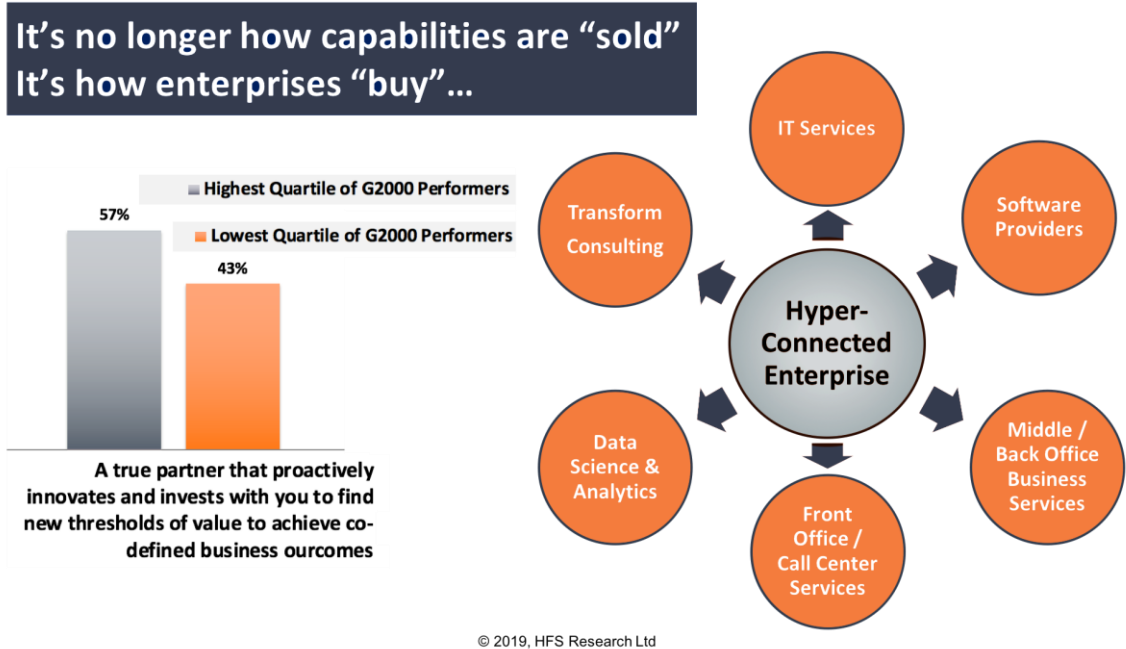 It’s no longer how capabilities are “sold”
It’s how enterprises “buy”…
Highest Quartile of G2000 Performers
57%
Lowest Quartile of G2000 Performers
43%
A true partner that proactively
innovates and invests with you to find
new thresholds of value to achieve co-
defined business ourcomes
IT Services
Transform
Consulting
Software
Providers
Hyper-
Connected
Enterprise
Data
Science &
Analytics
Middle /
Back Office
Business
Services
Front
Office /
Call Center
Services
© 2019, HFS Research Ltd